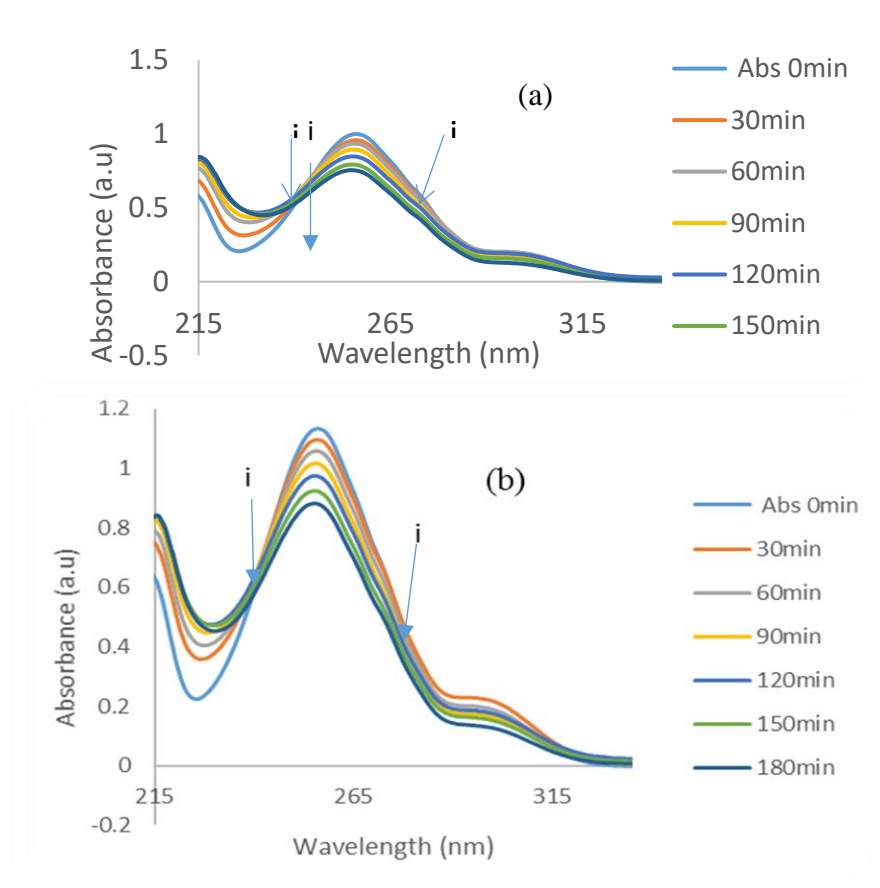 1.5
1
0.5
0
-0.5
215
265
315
Absorbance (a.u)
Wavelength (nm)
(a)
i
i
i
Abs 0min
30min
60min
90min
120min
150min
1.2
1
0.8
0.6
0.4
0.2
0
-0.2
215
265
315
Absorbance (a.u)
Wavelength (nm)
(b)
i
i
Abs 0min
30min
60min
90min
120min
150min
180min